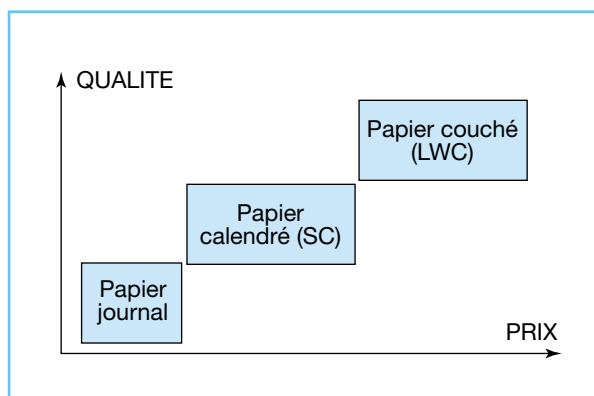 QUALITE
Papier couché
(LWC)
Papier
calendré (SC)
Papier
journal
PRIX